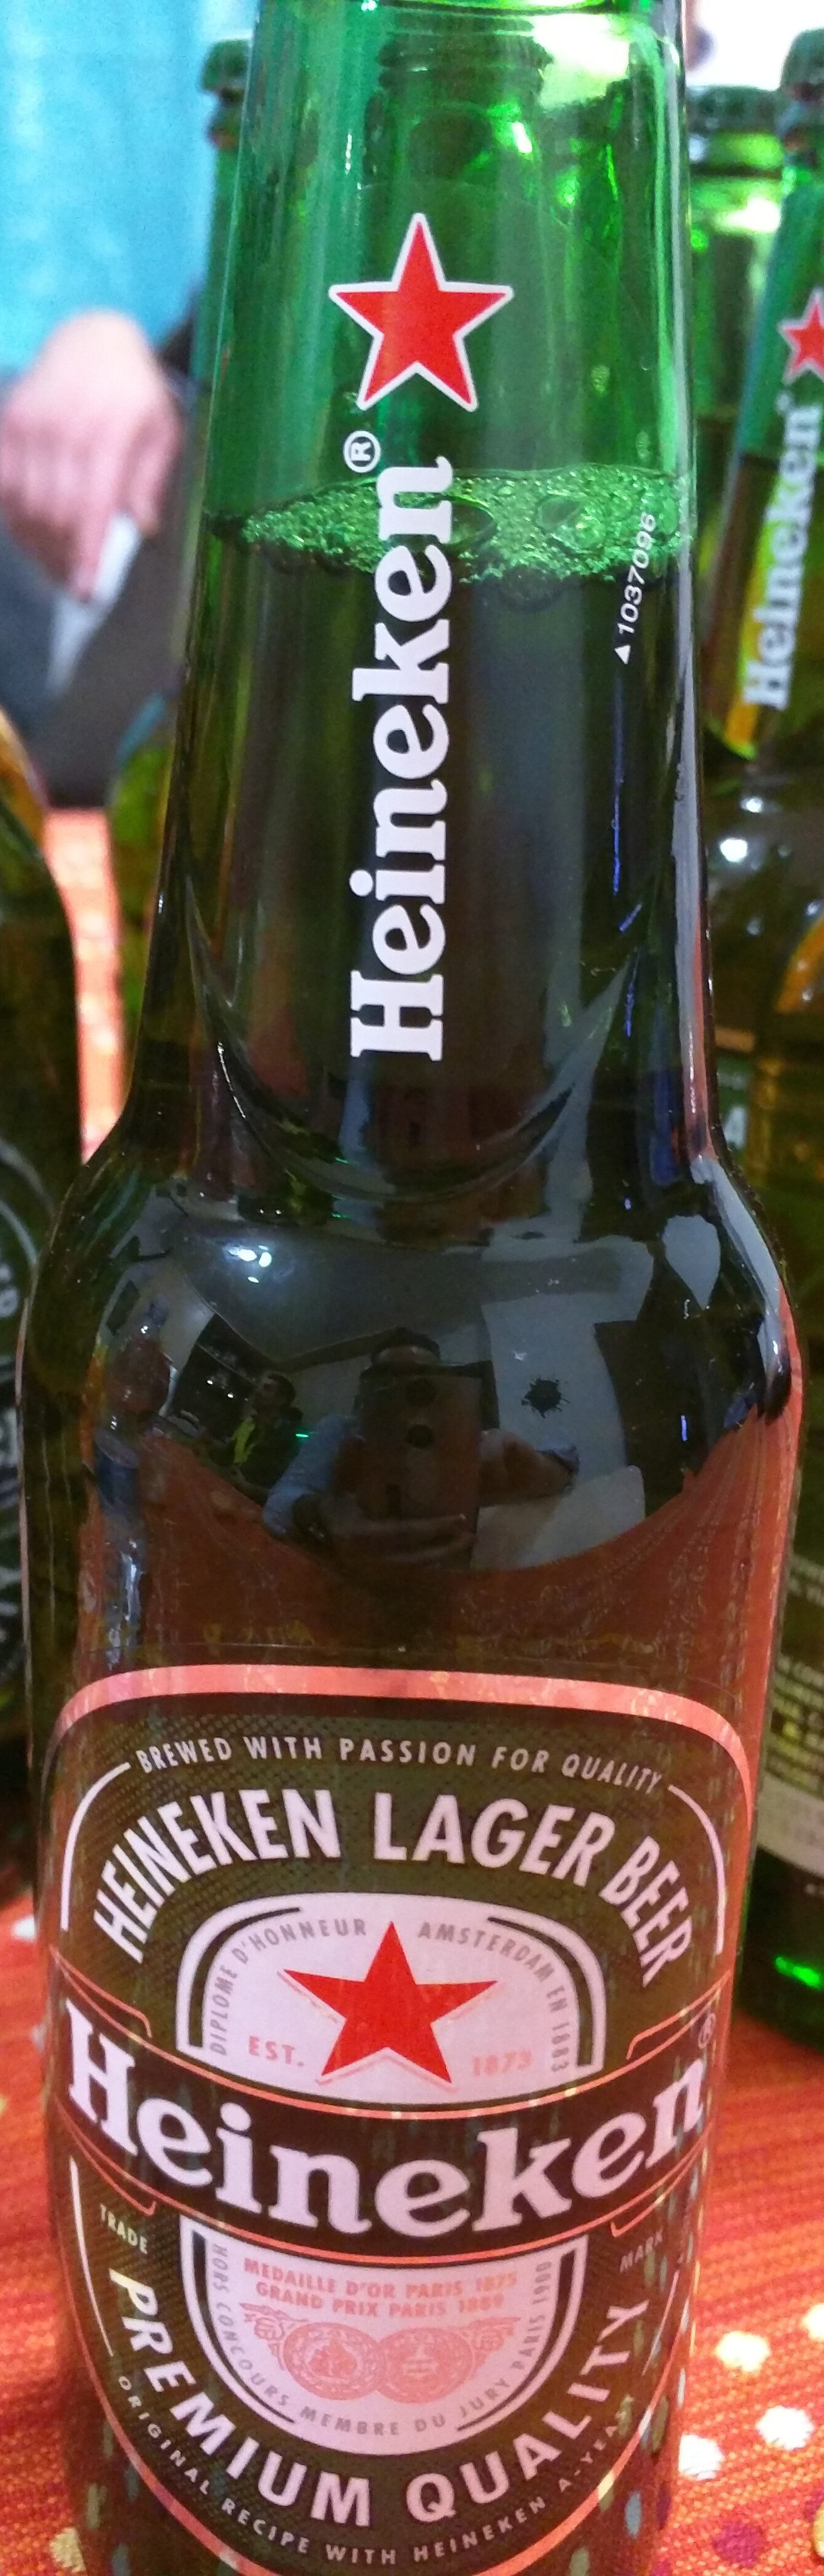 Heineken®
▲1037096
Heineken
BREWED WITH PASSION FOR QUALITY
HEINEKEN LAGER BEER
DIPLOME D'HONNEUR AMSTERDAM EN 1883
EST. 1873
Heineken®
TRADE MARK
MEDAILLE D'OR PARIS 1875
GRAND PRIX PARIS 1889
HORS CONCOURS MEMBRE DU JURY PARIS 1900
PREMIUM QUALITY
ORIGINAL RECIPE WITH HEINEKEN A-YEAST